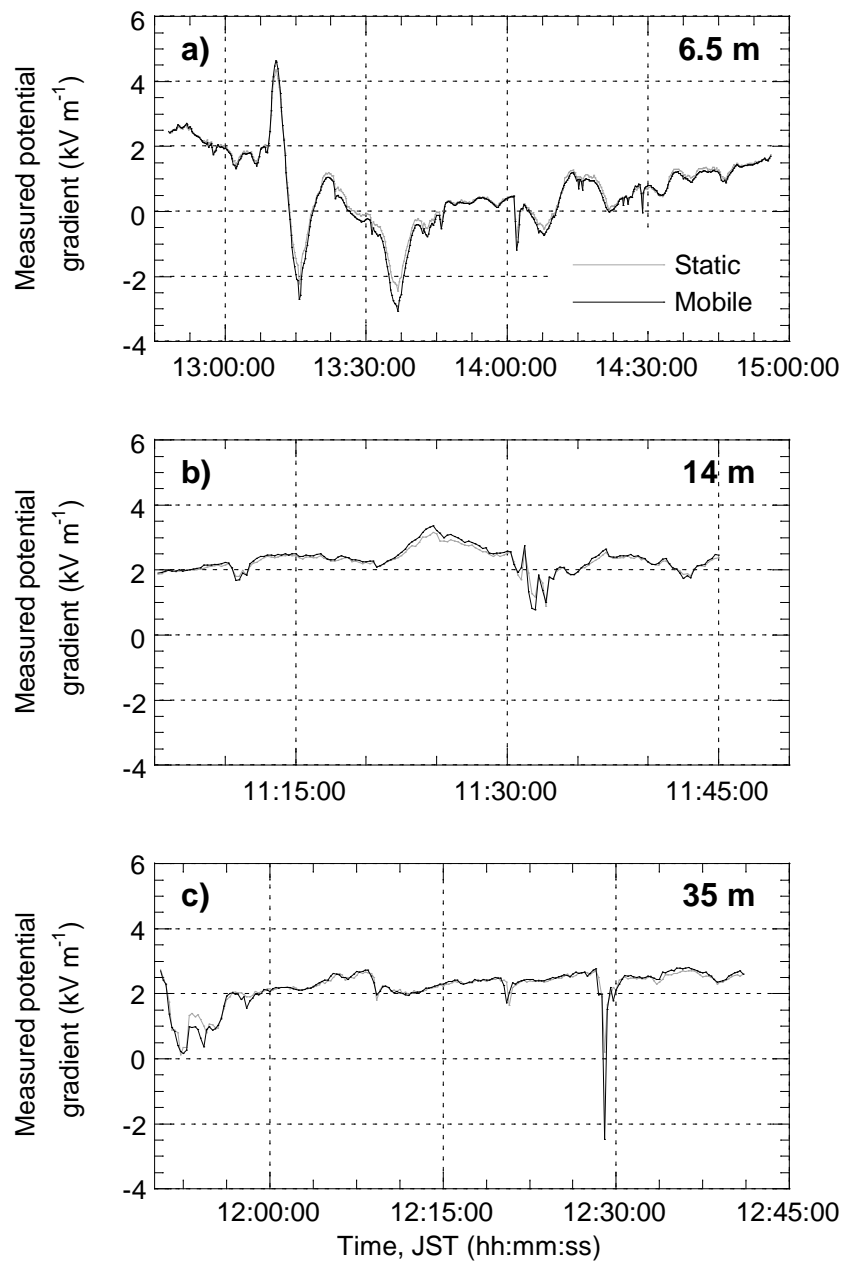 a)
6.5 m
6
4
2
0
-2
-4
Measured potential
gradient (kV m⁻¹)
Static
Mobile
13:00:00 13:30:00 14:00:00 14:30:00 15:00:00
b)
14 m
6
4
2
0
-2
-4
Measured potential
gradient (kV m⁻¹)
11:15:00 11:30:00 11:45:00
c)
35 m
6
4
2
0
-2
-4
Measured potential
gradient (kV m⁻¹)
12:00:00 12:15:00 12:30:00 12:45:00
Time, JST (hh:mm:ss)